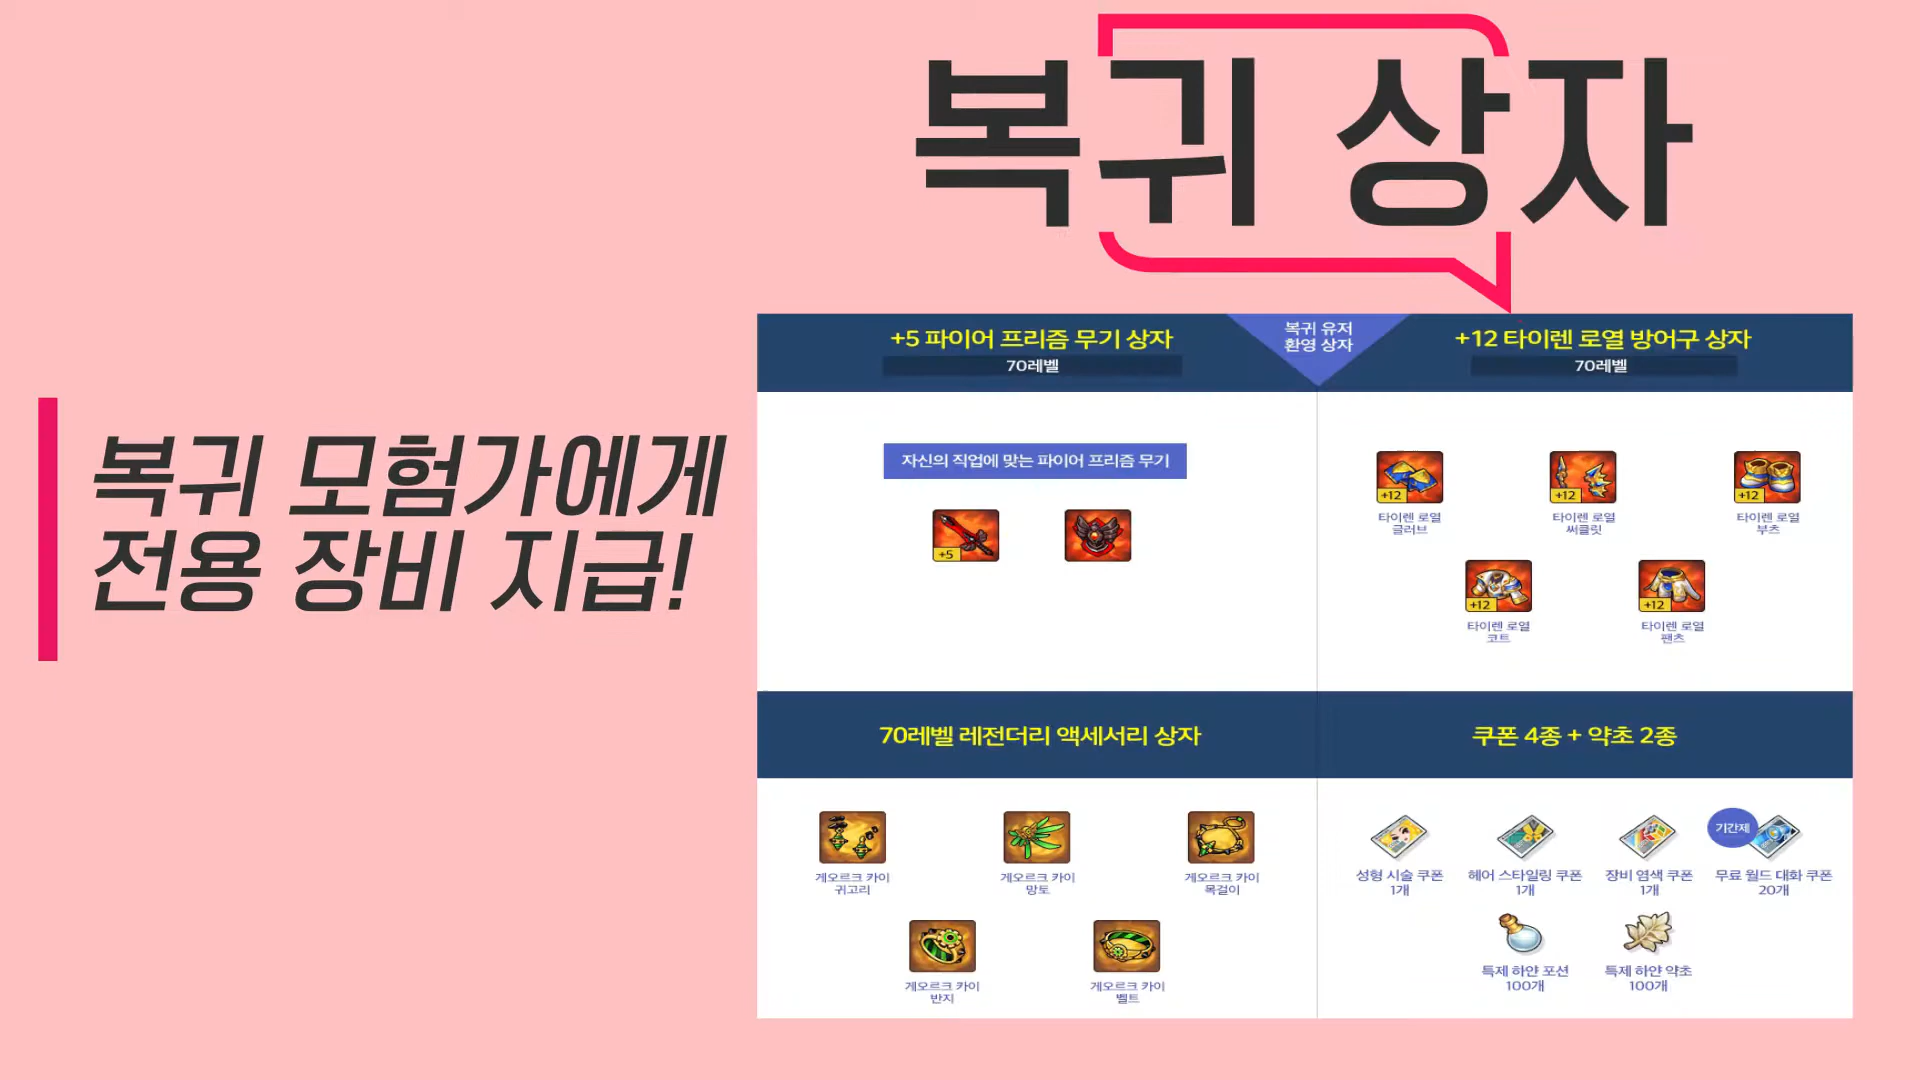 복귀 상자
복귀 모험가에게
전용 장비 지급!
+5 파이어 프리즘 무기 상자
70레벨
복귀 유저
환영 상자
+12 타이렌 로열 방어구 상자
70레벨
자신의 직업에 맞는 파이어 프리즘 무기
+5
+12
타이렌 로열
글러브
+12
타이렌 로열
써클릿
+12
타이렌 로열
부츠
+12
타이렌 로열
코트
+12
타이렌 로열
팬츠
70레벨 레전더리 액세서리 상자
쿠폰 4종 + 약초 2종
게오르크 카이
귀고리
게오르크 카이
망토
게오르크 카이
목걸이
게오르크 카이
반지
게오르크 카이
벨트
성형 시술 쿠폰
1개
헤어 스타일링 쿠폰
1개
장비 염색 쿠폰
1개
기간제
무료 월드 대화 쿠폰
20개
특제 하얀 포션
100개
특제 하얀 약초
100개